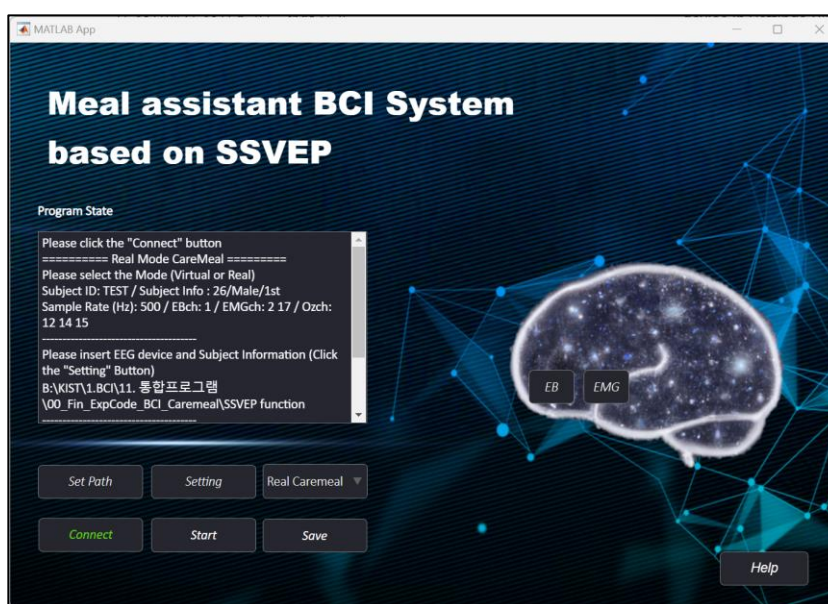 MATLAB App
Meal assistant BCI System
based on SSVEP
Program State
Please click the "Connect" button
========== Real Mode CareMeal =========
Please select the Mode (Virtual or Real)
Subject ID: TEST / Subject Info : 26/Male/1st
Sample Rate (Hz): 500 / EBch: 1 / EMGch: 2 17 / Ozch:
12 14 15
--------------------------------------
Please insert EEG device and Subject Information (Click
the "Setting" Button)
B:\KIST\1.BCI\11. 통합프로그램
\00_Fin_ExpCode_BCI_Caremeal\SSVEP function
--------------------------------------
EB EMG
Set Path Setting Real Caremeal
Connect Start Save
Help